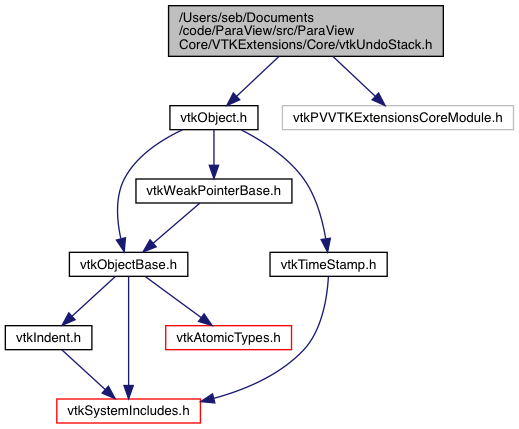 /Users/seb/Documents
/code/ParaView/src/ParaView
Core/VTKExtensions/Core/vtkUndoStack.h
vtkObject.h
vtkPVVTKExtensionsCoreModule.h
vtkWeakPointerBase.h
vtkObjectBase.h
vtkTimeStamp.h
vtkIndent.h
vtkAtomicTypes.h
vtkSystemIncludes.h